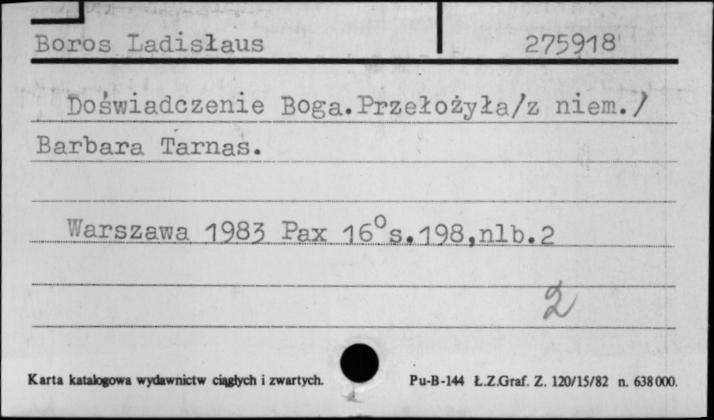 Boros Ladisłaus 275918
Doświadczenie Boga.Przełożyła/z niem./
Barbara Tarnas.
Warszawa 1983 Pax 16°s.198,nlb.2
2
Karta katalogowa wydawnictw ciągłych i zwartych. Pu-B-144 Ł.Z.Graf. Z. 120/15/82 n. 638000.